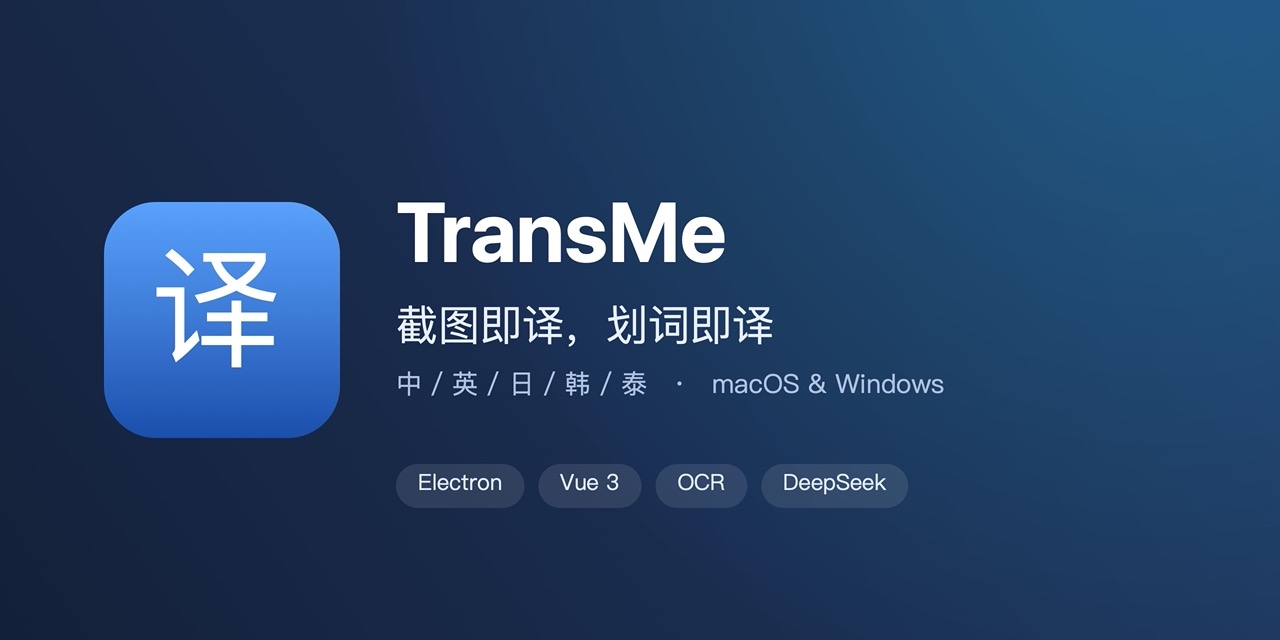 译
TransMe
截图即译，划词即译
中 / 英 / 日 / 韩 / 泰 · macOS & Windows
Electron Vue 3 OCR DeepSeek